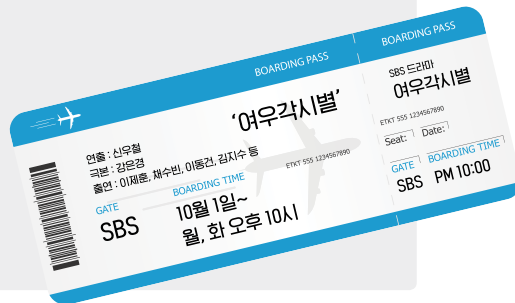 BOARDING PASS
'여우각시별'
연출 : 신우철
극본 : 강은경
출연 : 이제훈, 채수빈, 이동건, 김지수 등
ETKT 555 1234567890
GATE
BOARDING TIME
SBS
10월 1일~
월, 화 오후 10시
BOARDING PASS
SBS 드라마
여우각시별
ETKT 555 1234567890
Seat:
Date:
GATE
BOARDING TIME
SBS
PM 10:00